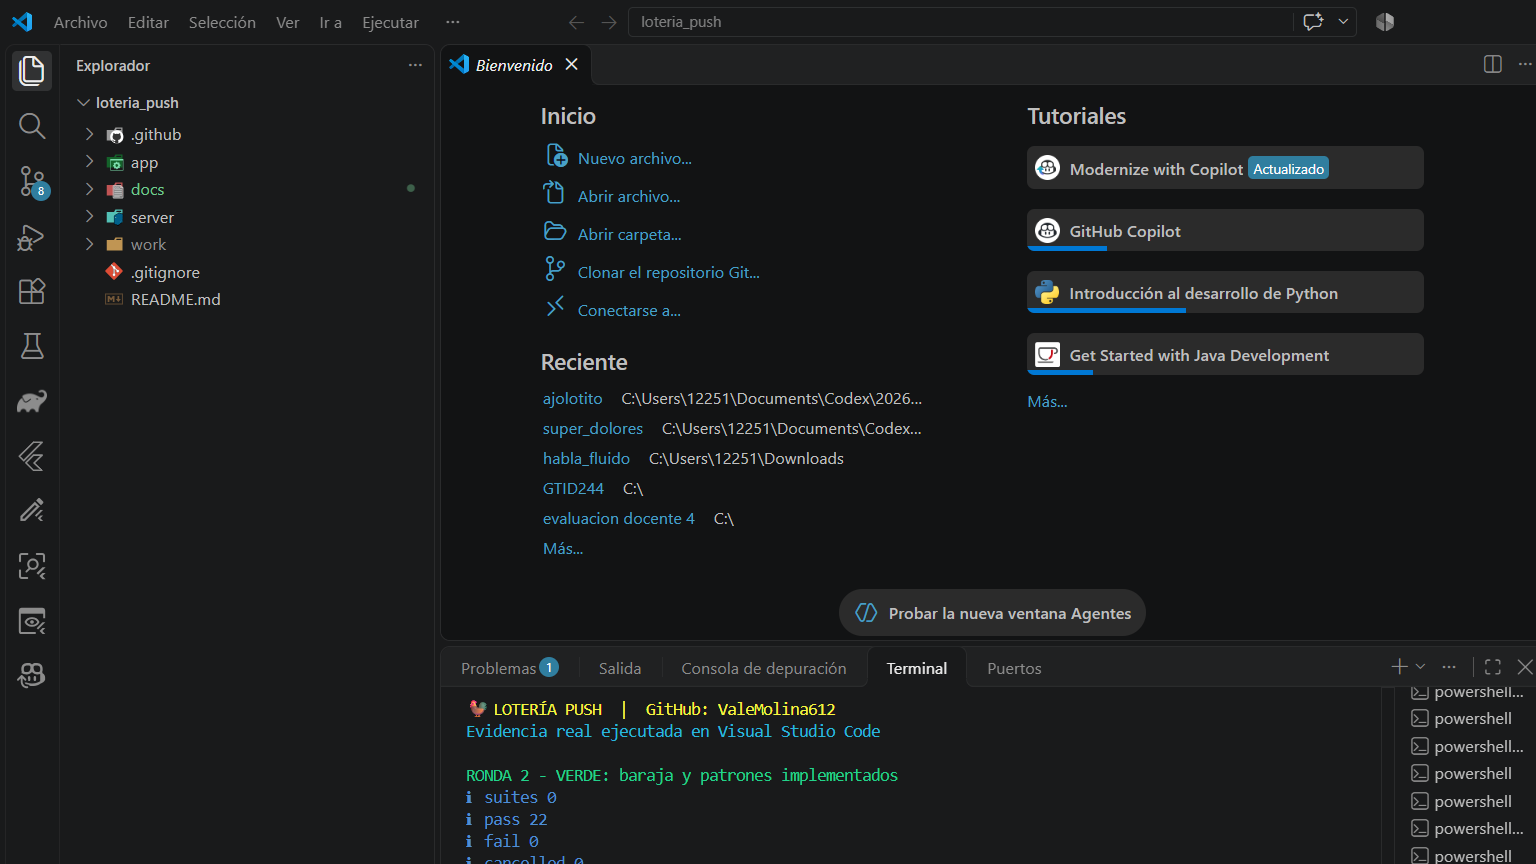 Archivo Editar Selección Ver Ir a Ejecutar ···
loteria_push
Explorador ···
loteria_push
.github
app
docs
server
work
.gitignore
README.md
8
Bienvenido
Inicio
Nuevo archivo...
Abrir archivo...
Abrir carpeta...
Clonar el repositorio Git...
Conectarse a...
Reciente
ajolotito C:\Users\12251\Documents\Codex\2026...
super_dolores C:\Users\12251\Documents\Codex...
habla_fluido C:\Users\12251\Downloads
GTID244 C:\
evaluacion docente 4 C:\
Más...
Tutoriales
Modernize with Copilot Actualizado
GitHub Copilot
Introducción al desarrollo de Python
Get Started with Java Development
Más...
Probar la nueva ventana Agentes
Problemas 1 Salida Consola de depuración Terminal Puertos
🐓 LOTERÍA PUSH | GitHub: ValeMolina612
Evidencia real ejecutada en Visual Studio Code
RONDA 2 - VERDE: baraja y patrones implementados
ℹ suites 0
ℹ pass 22
ℹ fail 0
ℹ cancelled 0
powershell...
powershell
powershell...
powershell
powershell
powershell...
powershell